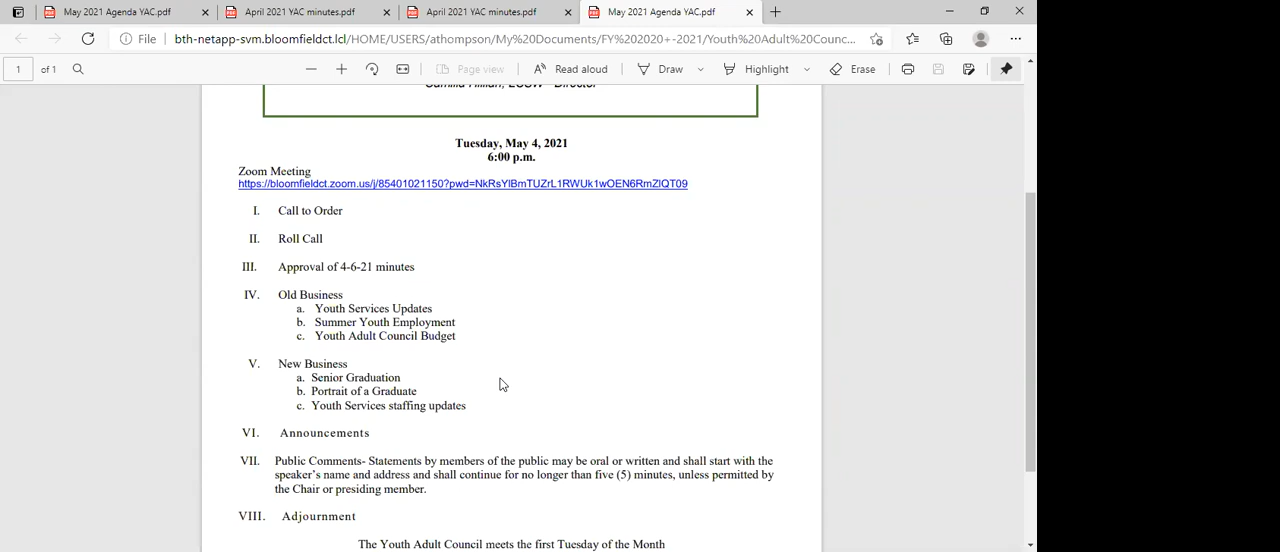 May 2021 Agenda YAC.pdf
April 2021 YAC minutes.pdf
April 2021 YAC minutes.pdf
May 2021 Agenda YAC.pdf
File
bth-netapp-svm.bloomfieldct.lcl/HOME/USERS/athompson/My%20Documents/FY%202020+-2021/Youth%20Adult%20Counc...
1 of 1
Page view
Read aloud
Draw
Highlight
Erase
Tuesday, May 4, 2021
6:00 p.m.
Zoom Meeting
https://bloomfieldct.zoom.us/j/85401021150?pwd=NkRsYlBmTUZrL1RWUk1wOEN6RmZlQT09
I. Call to Order
II. Roll Call
III. Approval of 4-6-21 minutes
IV. Old Business
a. Youth Services Updates
b. Summer Youth Employment
c. Youth Adult Council Budget
V. New Business
a. Senior Graduation
b. Portrait of a Graduate
c. Youth Services staffing updates
VI. Announcements
VII. Public Comments- Statements by members of the public may be oral or written and shall start with the
speaker's name and address and shall continue for no longer than five (5) minutes, unless permitted by
the Chair or presiding member.
VIII. Adjournment
The Youth Adult Council meets the first Tuesday of the Month